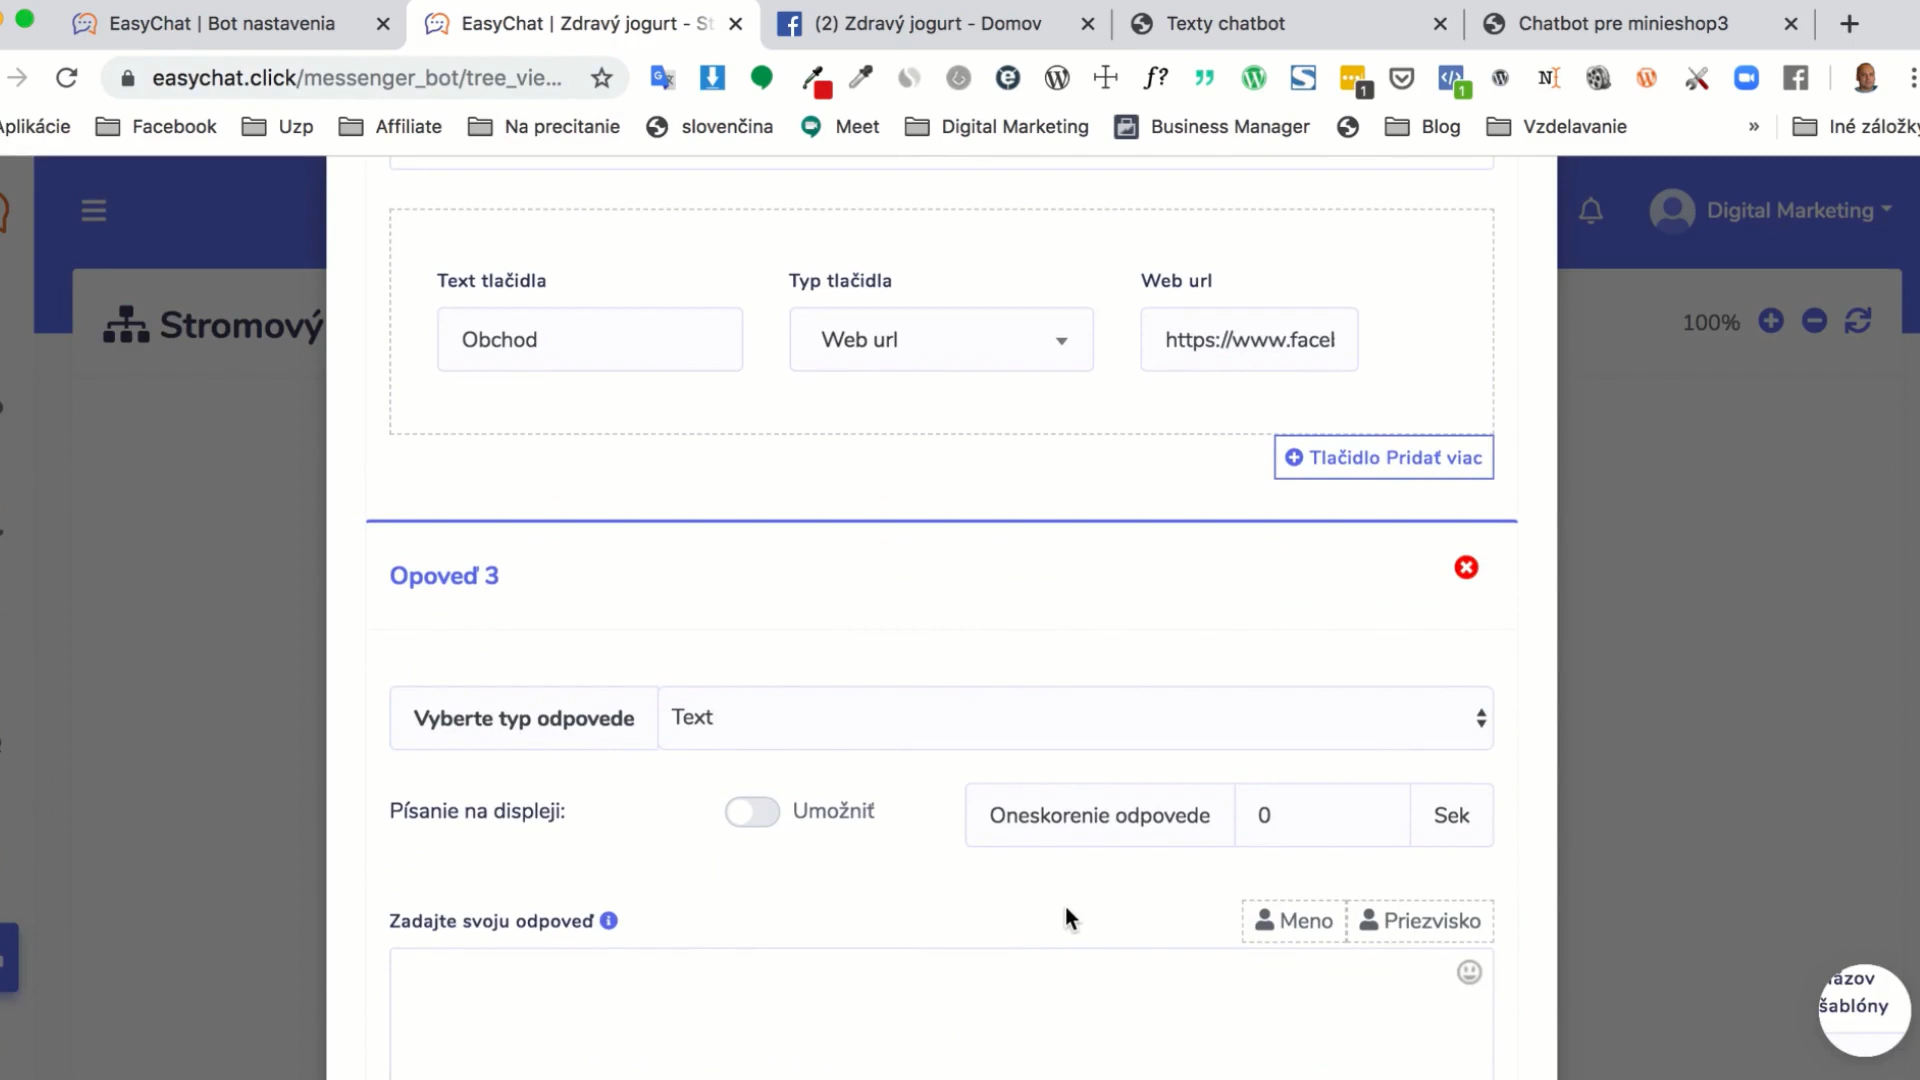 EasyChat | Bot nastavenia
EasyChat | Zdravý jogurt - St
(2) Zdravý jogurt - Domov
Texty chatbot
Chatbot pre minieshop3
easychat.click/messenger_bot/tree_vie...
f?
1
1
Aplikácie
Facebook
Uzp
Affiliate
Na precitanie
slovenčina
Meet
Digital Marketing
Business Manager
Blog
Vzdelavanie
»
Iné záložky
Digital Marketing
Stromový
100%
Text tlačidla
Typ tlačidla
Web url
Obchod
Web url
https://www.facel
Tlačidlo Pridať viac
Opoveď 3
Vyberte typ odpovede
Text
Písanie na displeji:
Umožniť
Oneskorenie odpovede
0
Sek
Zadajte svoju odpoveď
Meno
Priezvisko
šablóny